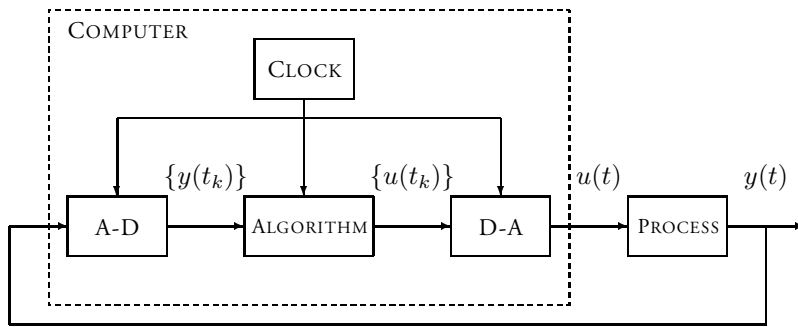 COMPUTER
CLOCK
{y(t_k)}
{u(t_k)}
u(t)
y(t)
A-D
ALGORITHM
D-A
PROCESS